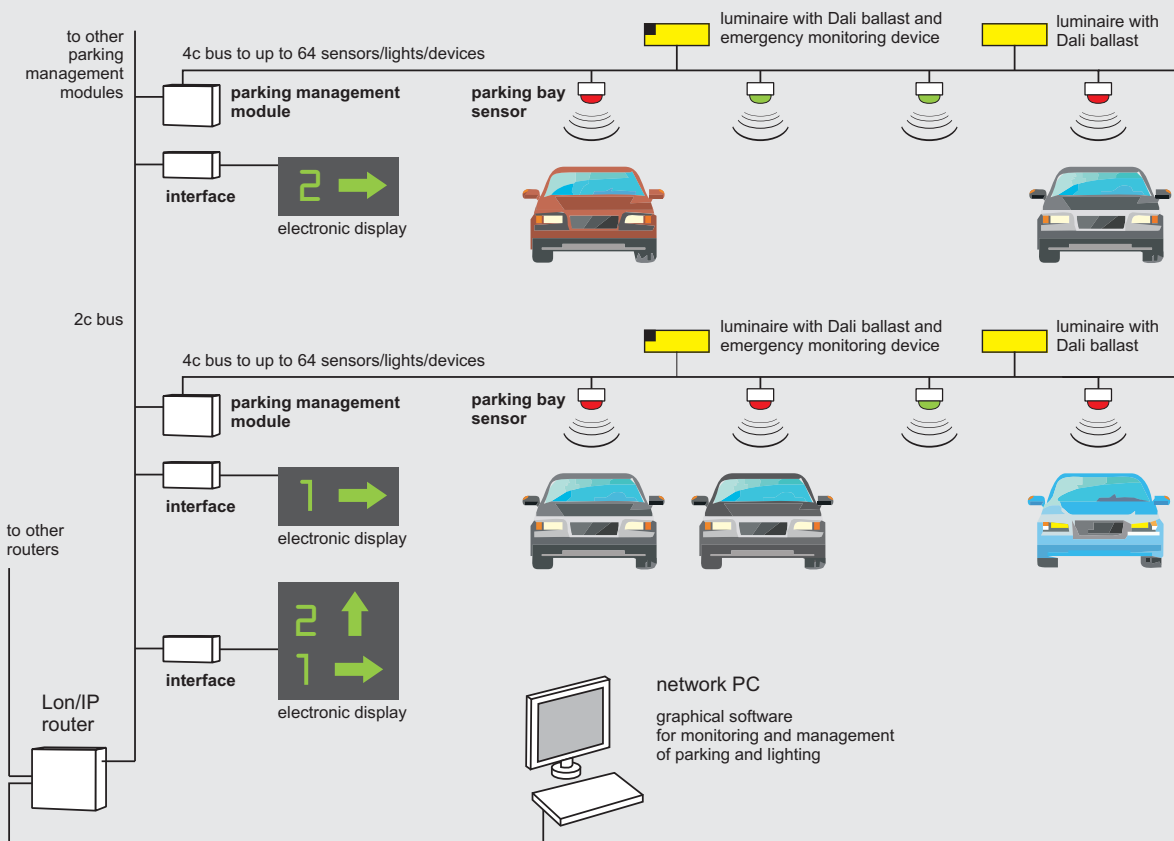 to other
parking
management
modules
4c bus to up to 64 sensors/lights/devices
luminaire with Dali ballast and
emergency monitoring device
luminaire with
Dali ballast
parking management
module
parking bay
sensor
interface
2
electronic display
2c bus
luminaire with Dali ballast and
emergency monitoring device
luminaire with
Dali ballast
4c bus to up to 64 sensors/lights/devices
parking management
module
parking bay
sensor
interface
1
electronic display
to other
routers
2
1
interface
electronic display
Lon/IP
router
network PC
graphical software
for monitoring and management
of parking and lighting